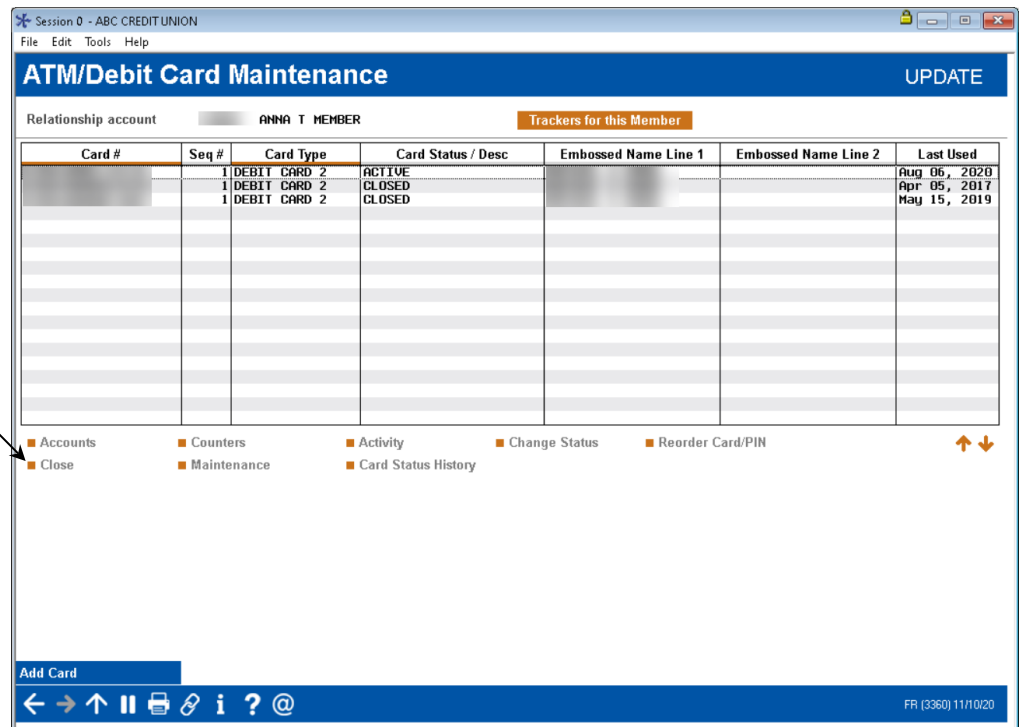 Session 0 - ABC CREDIT UNION
File Edit Tools Help
ATM/Debit Card Maintenance UPDATE
Relationship account ANNA T MEMBER Trackers for this Member
Card # Seq # Card Type Card Status / Desc Embossed Name Line 1 Embossed Name Line 2 Last Used
1 DEBIT CARD 2 ACTIVE Aug 06, 2020
1 DEBIT CARD 2 CLOSED Apr 05, 2017
1 DEBIT CARD 2 CLOSED May 15, 2019
Accounts Counters Activity Change Status Reorder Card/PIN
Close Maintenance Card Status History
Add Card
FR (3360) 11/10/20